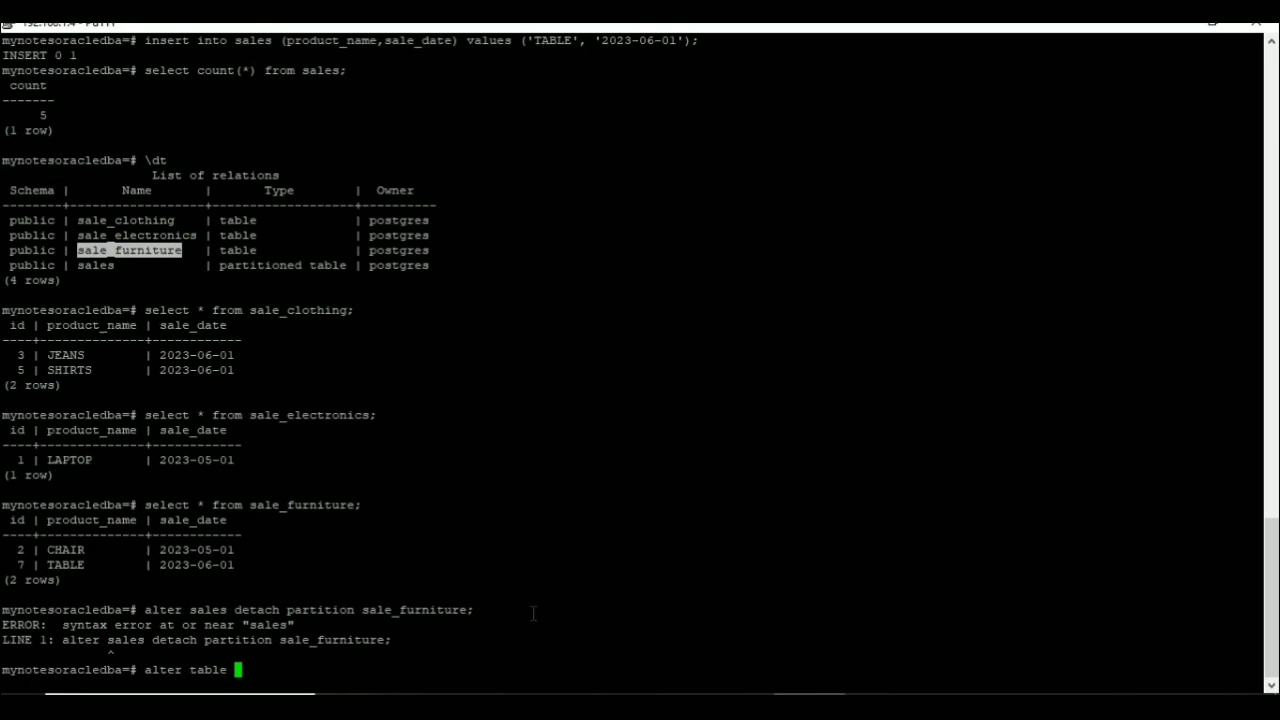 192.168.1.4 - PuTTY
mynotesoracledba=# insert into sales (product_name,sale_date) values ('TABLE', '2023-06-01');
INSERT 0 1
mynotesoracledba=# select count(*) from sales;
 count
-------
     5
(1 row)

mynotesoracledba=# \dt
                    List of relations
 Schema |       Name       |       Type        |  Owner
--------+------------------+-------------------+----------
 public | sale_clothing    | table             | postgres
 public | sale_electronics | table             | postgres
 public | sale_furniture   | table             | postgres
 public | sales            | partitioned table | postgres
(4 rows)

mynotesoracledba=# select * from sale_clothing;
 id | product_name | sale_date
----+--------------+------------
  3 | JEANS        | 2023-06-01
  5 | SHIRTS       | 2023-06-01
(2 rows)

mynotesoracledba=# select * from sale_electronics;
 id | product_name | sale_date
----+--------------+------------
  1 | LAPTOP       | 2023-05-01
(1 row)

mynotesoracledba=# select * from sale_furniture;
 id | product_name | sale_date
----+--------------+------------
  2 | CHAIR        | 2023-05-01
  7 | TABLE        | 2023-06-01
(2 rows)

mynotesoracledba=# alter sales detach partition sale_furniture;
ERROR:  syntax error at or near "sales"
LINE 1: alter sales detach partition sale_furniture;
              ^
mynotesoracledba=# alter table